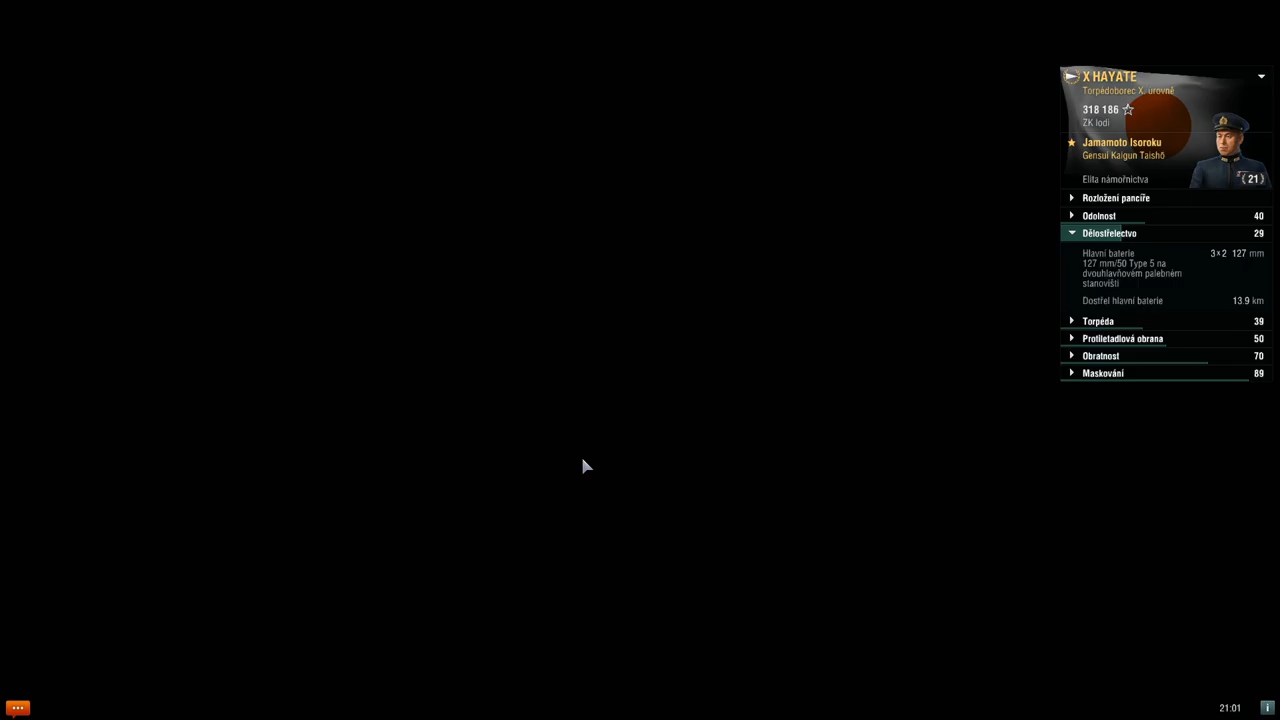 X HAYATE
Torpédoborec X. úrovně
318 186
ZK lodi
Jamamoto Isoroku
Gensui Kaigun Taishō
Elita námořnictva
21
Rozložení pancíře
Odolnost 40
Dělostřelectvo 29
Hlavní baterie 3×2 127 mm
127 mm/50 Type 5 na
dvouhlavňovém palebném
stanovišti
Dostřel hlavní baterie 13.9 km
Torpéda 39
Protiletadlová obrana 50
Obratnost 70
Maskování 89
21:01